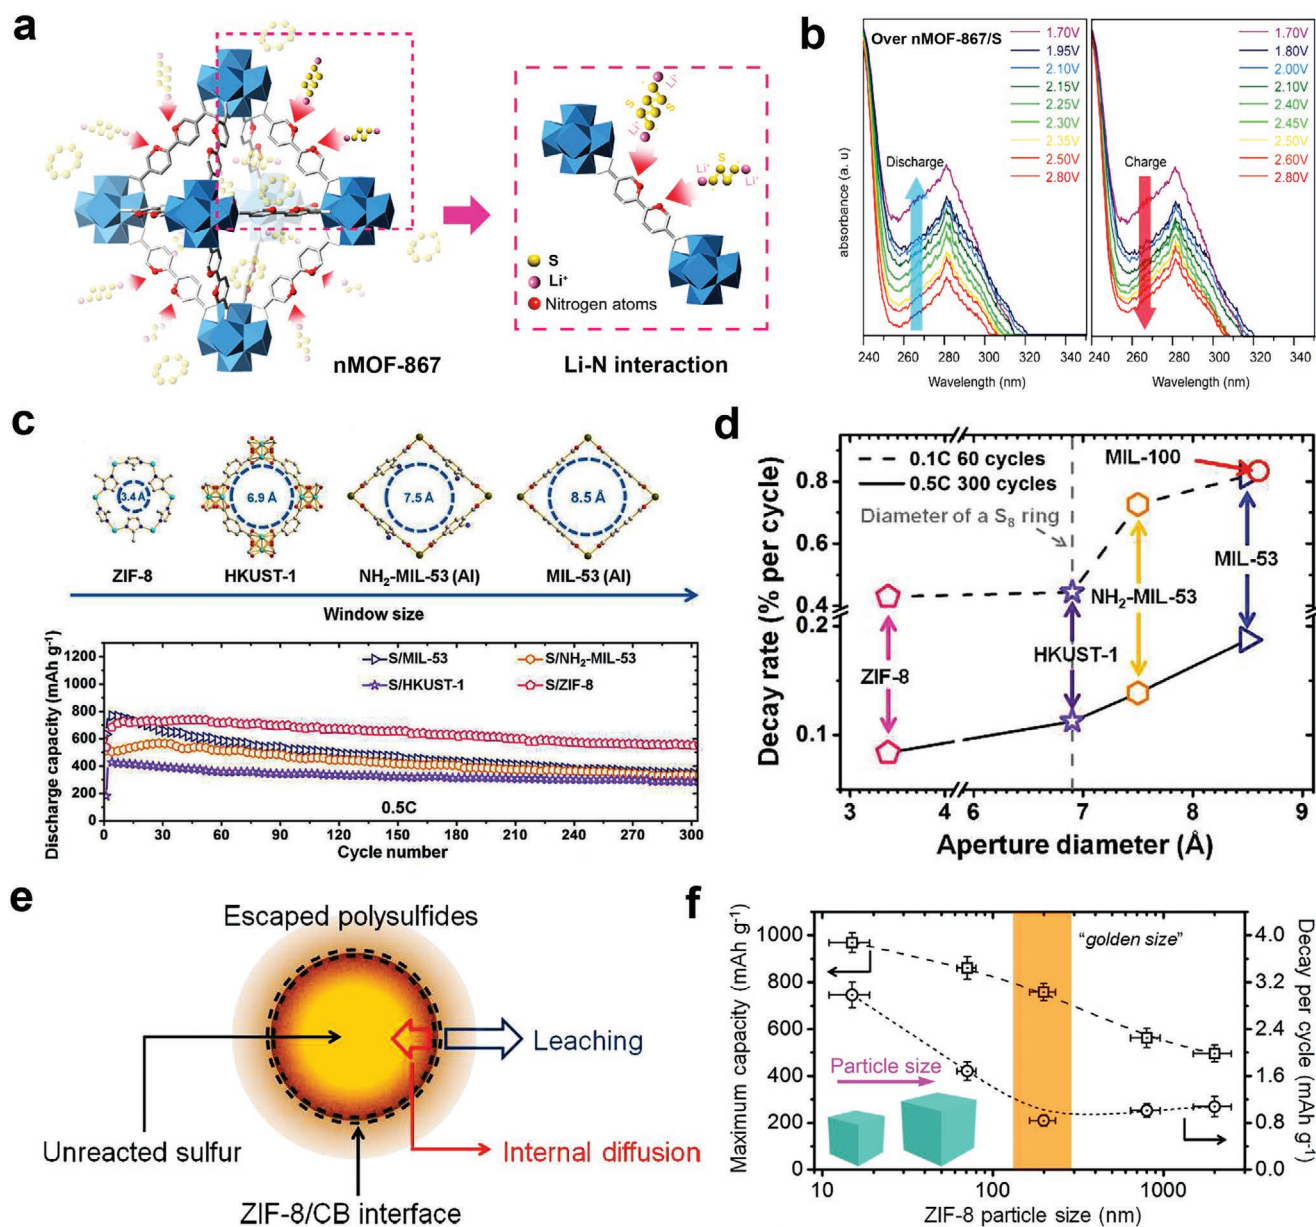 a
S
Li⁺
Nitrogen atoms
nMOF-867
Li-N interaction
S
S
S
Li⁺
Li⁺
b
Over nMOF-867/S
1.70V
1.95V
2.10V
2.15V
2.25V
2.30V
2.35V
2.50V
2.80V
Discharge
1.70V
1.80V
2.00V
2.10V
2.40V
2.45V
2.50V
2.60V
2.80V
Charge
absorbance (a. u)
240 260 280 300 320 340
240 260 280 300 320 340
Wavelength (nm)
Wavelength (nm)
c
3.4 Å
6.9 Å
7.5 Å
8.5 Å
ZIF-8
HKUST-1
NH₂-MIL-53 (Al)
MIL-53 (Al)
Window size
Discharge capacity (mAh g⁻¹)
1200
1000
800
600
400
200
0
S/MIL-53
S/NH₂-MIL-53
S/HKUST-1
S/ZIF-8
0.5C
0 30 60 90 120 150 180 210 240 270 300
Cycle number
d
0.1C 60 cycles
0.5C 300 cycles
MIL-100
Diameter of a S₈ ring
MIL-53
NH₂-MIL-53
HKUST-1
ZIF-8
Decay rate (% per cycle)
0.8
0.6
0.4
0.2
0.1
3 4 6 7 8 9
Aperture diameter (Å)
e
Escaped polysulfides
Leaching
Unreacted sulfur
Internal diffusion
ZIF-8/CB interface
f
Maximum capacity (mAh g⁻¹)
1000
800
600
400
200
0
"golden size"
Particle size
4.0
3.2
2.4
1.6
0.8
0.0
Decay per cycle (mAh g⁻¹)
10 100 1000
ZIF-8 particle size (nm)